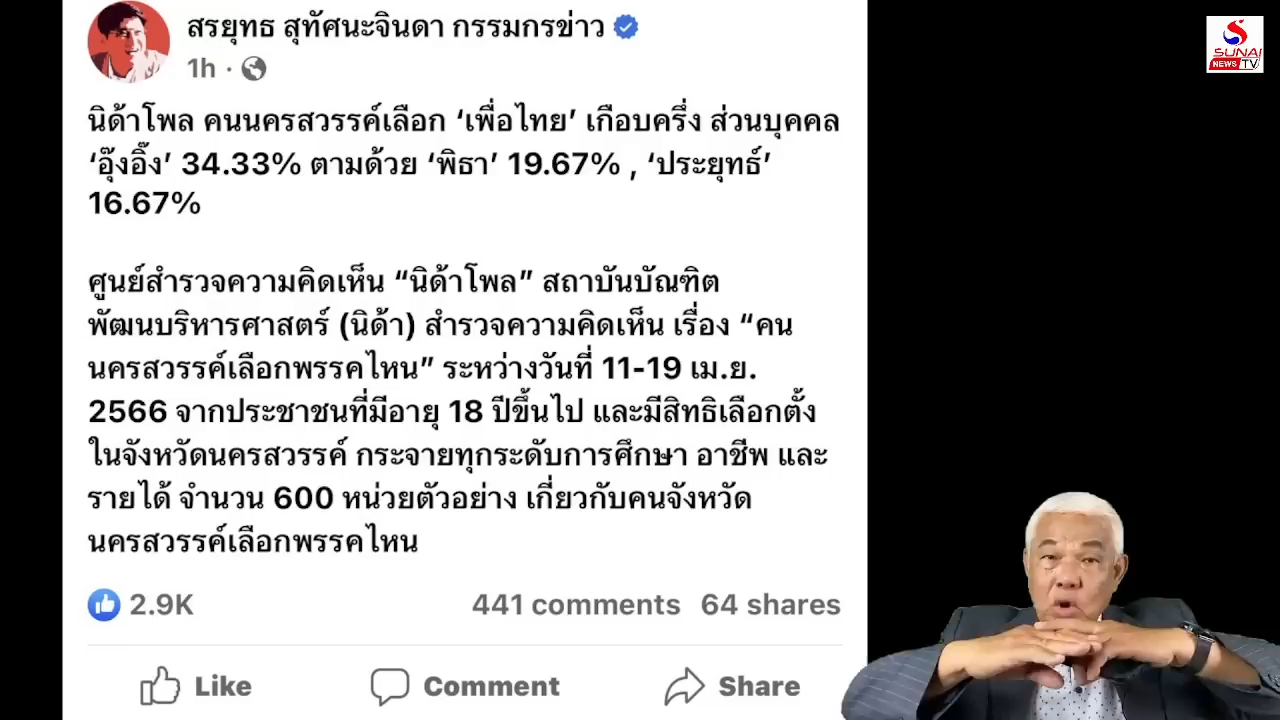 สรยุทธ สุทัศนะจินดา กรรมกรข่าว
1h ·
SUNAI
NEWS TV
นิด้าโพล คนนครสวรรค์เลือก ‘เพื่อไทย’ เกือบครึ่ง ส่วนบุคคล
‘อุ๊งอิ๊ง’ 34.33% ตามด้วย ‘พิธา’ 19.67% , ‘ประยุทธ์’
16.67%
ศูนย์สำรวจความคิดเห็น “นิด้าโพล” สถาบันบัณฑิต
พัฒนบริหารศาสตร์ (นิด้า) สำรวจความคิดเห็น เรื่อง “คน
นครสวรรค์เลือกพรรคไหน” ระหว่างวันที่ 11-19 เม.ย.
2566 จากประชาชนที่มีอายุ 18 ปีขึ้นไป และมีสิทธิเลือกตั้ง
ในจังหวัดนครสวรรค์ กระจายทุกระดับการศึกษา อาชีพ และ
รายได้ จำนวน 600 หน่วยตัวอย่าง เกี่ยวกับคนจังหวัด
นครสวรรค์เลือกพรรคไหน
2.9K 441 comments 64 shares
Like Comment Share